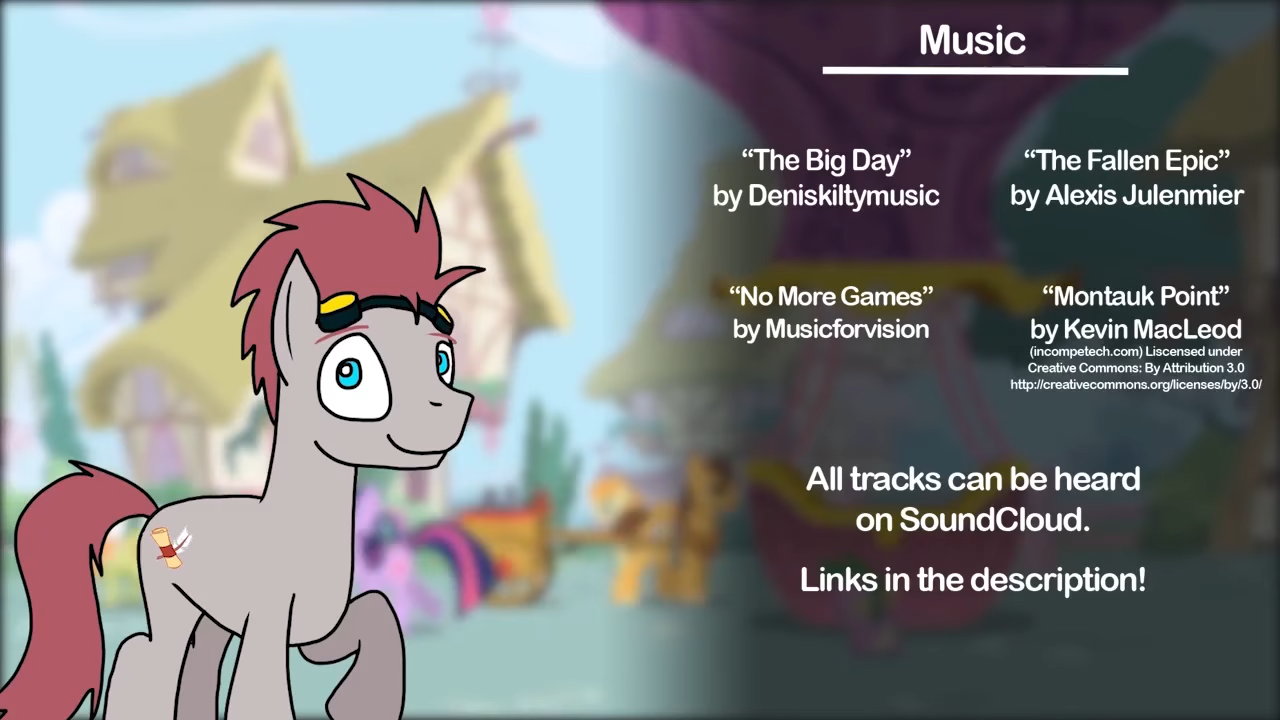 Music
“The Big Day”
by Deniskiltymusic
“The Fallen Epic”
by Alexis Julenmier
“No More Games”
by Musicforvision
“Montauk Point”
by Kevin MacLeod
(incompetech.com) Liscensed under
Creative Commons: By Attribution 3.0
http://creativecommons.org/licenses/by/3.0/
All tracks can be heard
on SoundCloud.
Links in the description!